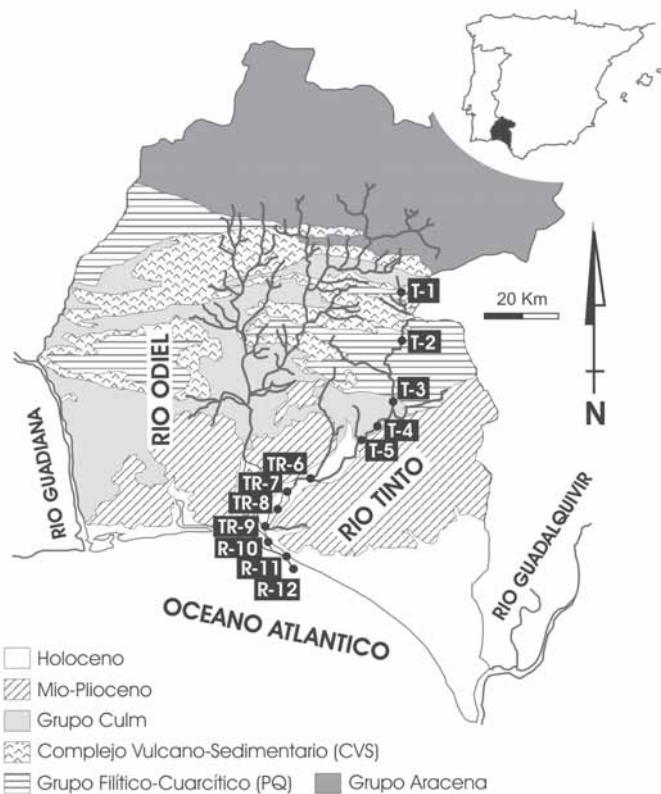 T-1
20 Km
T-2
RIO ODIEL
T-3
N
T-4
T-5
RIO GUADIANA
TR-6
RIO TINTO
TR-7
TR-8
TR-9
R-10
R-11
R-12
RIO GUADALQUIVIR
OCEANO ATLANTICO
Holoceno
Mio-Plioceno
Grupo Culm
Complejo Vulcano-Sedimentario (CVS)
Grupo Filítico-Cuarcítico (PQ) Grupo Aracena